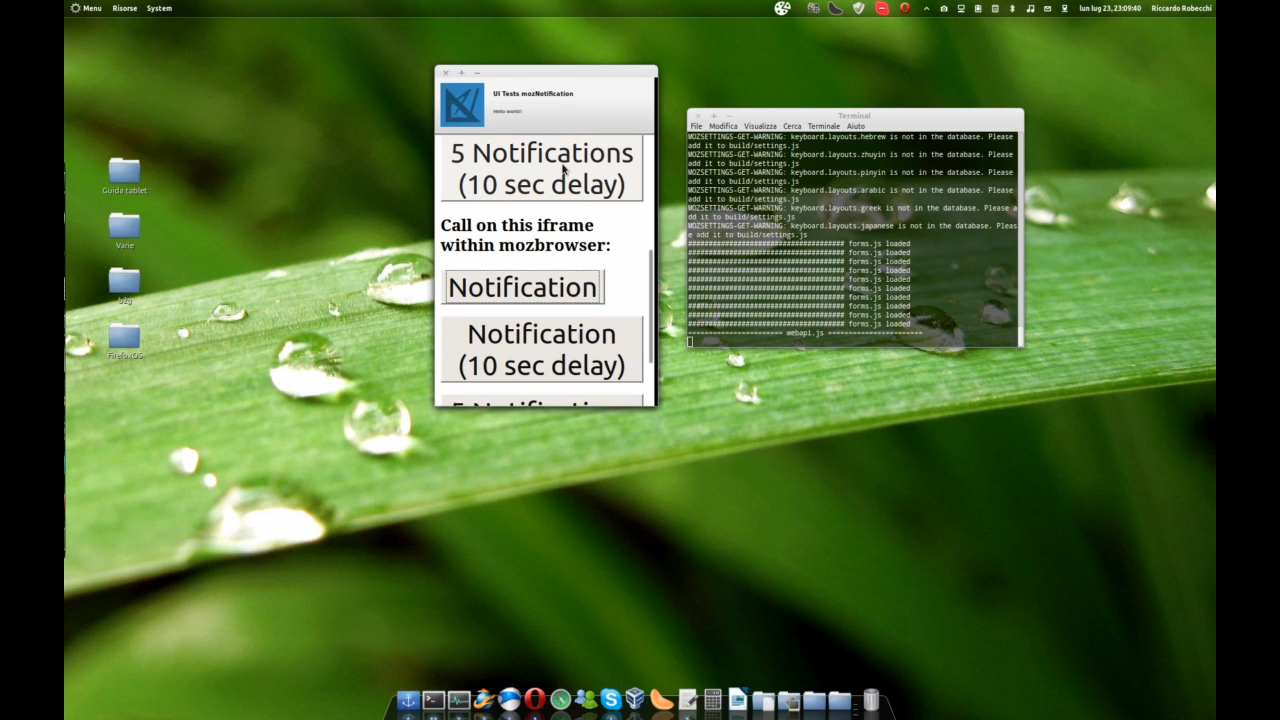 Menu Risorse System
lun lug 23, 23:09:40 Riccardo Robecchi
Guida tablet
Varie
b2g
FirefoxOS
UI Tests mozNotification
Hello world!
5 Notifications
(10 sec delay)
Call on this iframe
within mozbrowser:
Notification
Notification
(10 sec delay)
Terminal
File Modifica Visualizza Cerca Terminale Aiuto
MOZSETTINGS-GET-WARNING: keyboard.layouts.hebrew is not in the database. Please
add it to build/settings.js
MOZSETTINGS-GET-WARNING: keyboard.layouts.zhuyin is not in the database. Please
add it to build/settings.js
MOZSETTINGS-GET-WARNING: keyboard.layouts.pinyin is not in the database. Please
add it to build/settings.js
MOZSETTINGS-GET-WARNING: keyboard.layouts.arabic is not in the database. Please
add it to build/settings.js
MOZSETTINGS-GET-WARNING: keyboard.layouts.greek is not in the database. Please a
dd it to build/settings.js
MOZSETTINGS-GET-WARNING: keyboard.layouts.japanese is not in the database. Pleas
e add it to build/settings.js
################################### forms.js loaded
################################### forms.js loaded
################################### forms.js loaded
################################### forms.js loaded
################################### forms.js loaded
################################### forms.js loaded
################################### forms.js loaded
################################### forms.js loaded
################################### forms.js loaded
################################### forms.js loaded
===================== webapi.js =====================